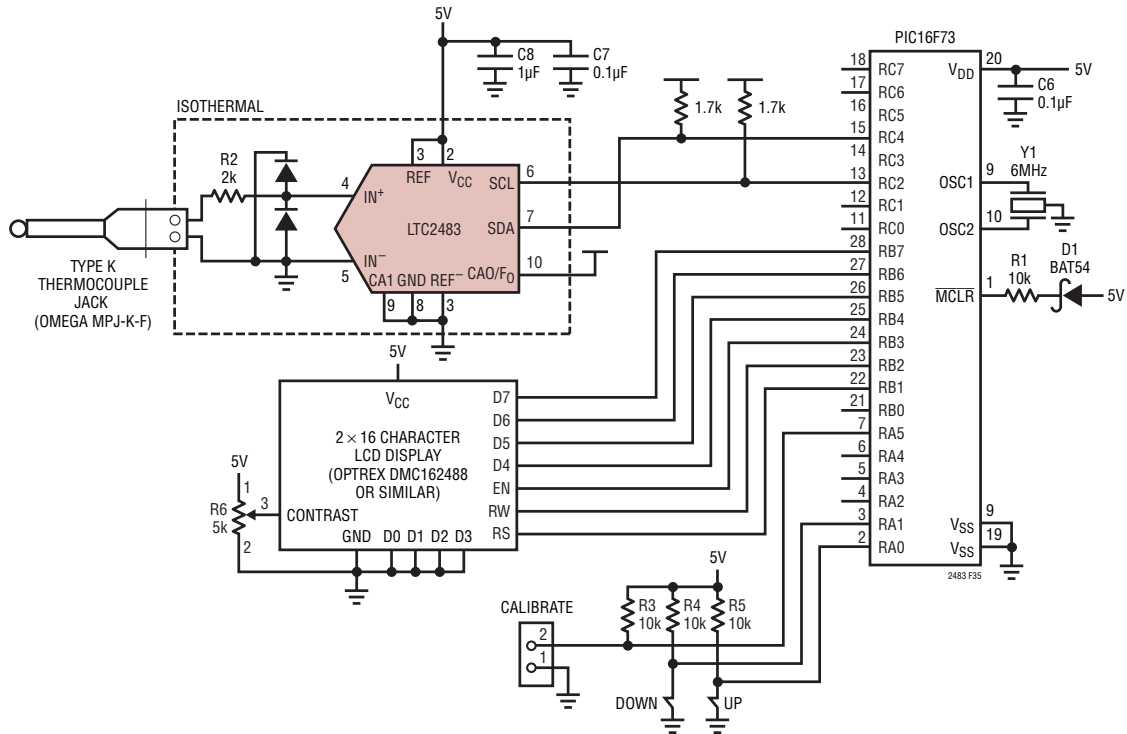 5V
C8
1µF
C7
0.1µF
ISOTHERMAL
R2
2k
3
2
REF
VCC
4
IN+
LTC2483
SCL
6
SDA
7
CA0/FO
10
IN–
5
CA1 GND REF–
9
8
3
TYPE K
THERMOCOUPLE
JACK
(OMEGA MPJ-K-F)
1.7k
1.7k
PIC16F73
18
RC7
17
RC6
16
RC5
15
RC4
14
RC3
13
RC2
12
RC1
11
RC0
28
RB7
27
RB6
26
RB5
25
RB4
24
RB3
23
RB2
22
RB1
21
RB0
7
RA5
6
RA4
5
RA3
4
RA2
3
RA1
2
RA0
VDD
20
5V
C6
0.1µF
Y1
6MHz
OSC1
9
OSC2
10
MCLR
1
R1
10k
D1
BAT54
5V
VSS
9
VSS
19
2483 F35
5V
VCC
2 × 16 CHARACTER
LCD DISPLAY
(OPTREX DMC162488
OR SIMILAR)
D7
D6
D5
D4
EN
RW
RS
CONTRAST
GND D0 D1 D2 D3
5V
R6
5k
1
3
2
CALIBRATE
2
1
5V
R3
10k
R4
10k
R5
10k
DOWN
UP